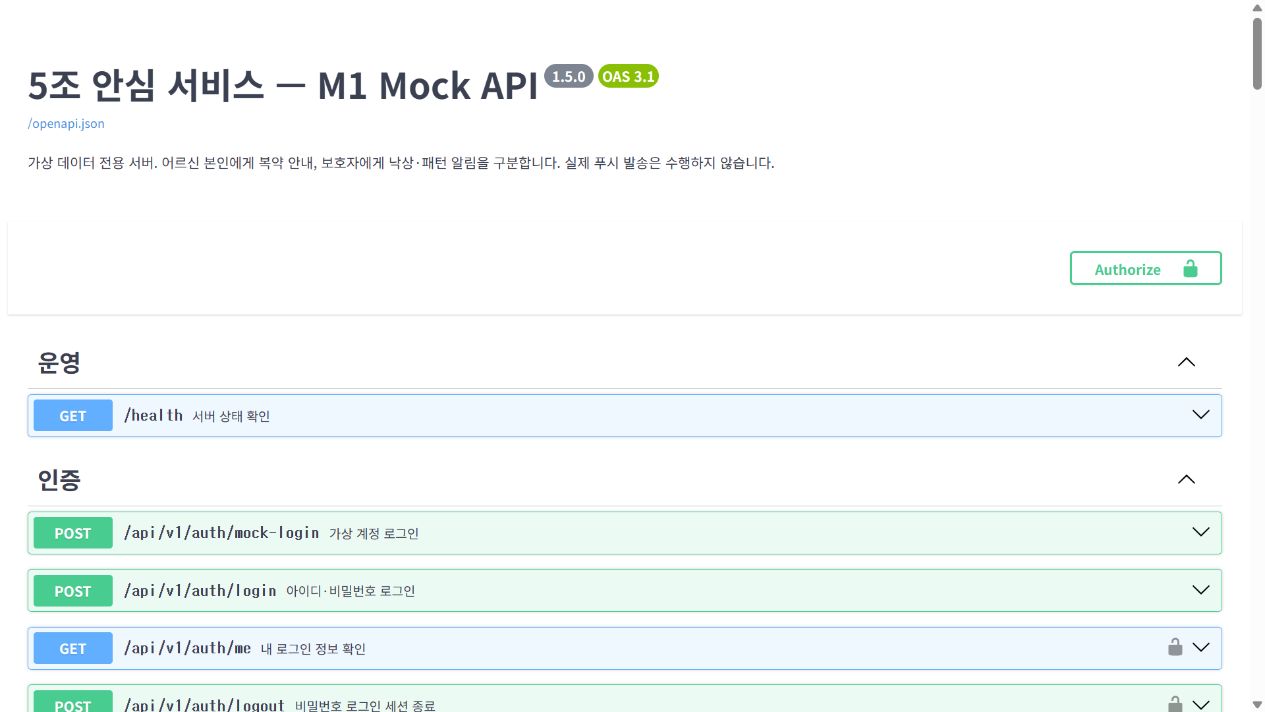 5조 안심 서비스 — M1 Mock API 1.5.0 OAS 3.1
/openapi.json
가상 데이터 전용 서버. 어르신 본인에게 복약 안내, 보호자에게 낙상·패턴 알림을 구분합니다. 실제 푸시 발송은 수행하지 않습니다.
Authorize
운영
GET /health 서버 상태 확인
인증
POST /api/v1/auth/mock-login 가상 계정 로그인
POST /api/v1/auth/login 아이디·비밀번호 로그인
GET /api/v1/auth/me 내 로그인 정보 확인
POST /api/v1/auth/logout 비밀번호 로그인 세션 종료